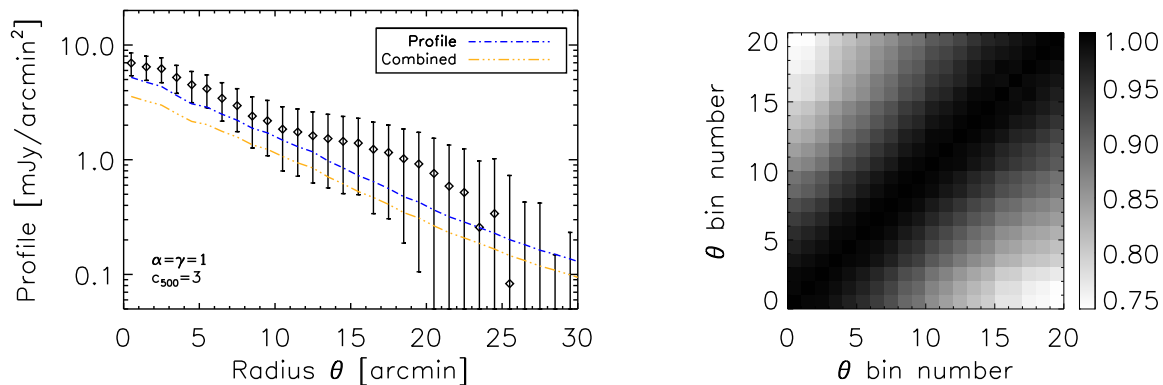 Profile [mJy/arcmin²]
10.0
1.0
0.1
Profile
Combined
α=γ=1
c₅₀₀=3
0 5 10 15 20 25 30
Radius θ [arcmin]
θ bin number
20
15
10
5
0
0 5 10 15 20
θ bin number
1.00
0.95
0.90
0.85
0.80
0.75